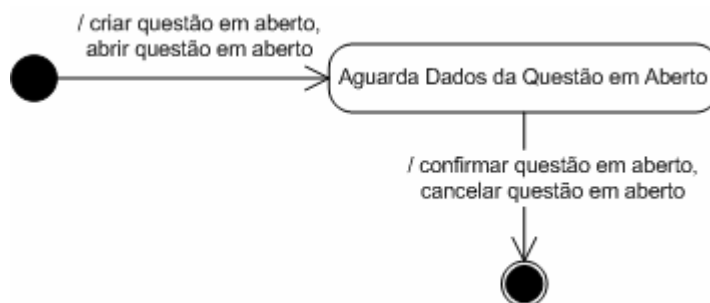 / criar questão em aberto,
abrir questão em aberto
Aguarda Dados da Questão em Aberto
/ confirmar questão em aberto,
cancelar questão em aberto